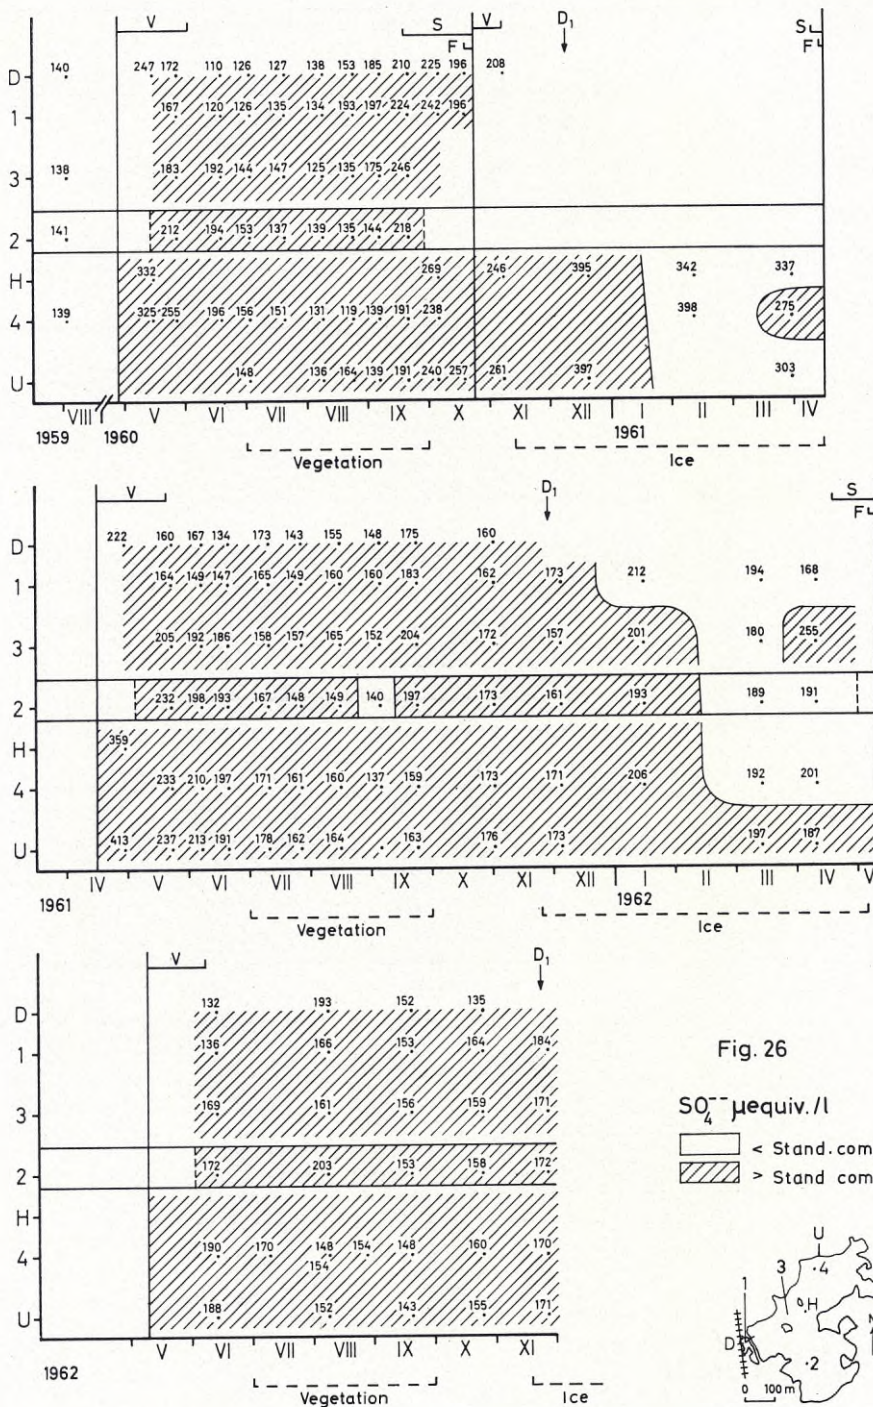 V S V D₁ S
F F
D 140 247 172 110 126 127 138 153 185 210 225 196 208
1 167 120 126 135 134 193 197 224 242 196
3 138 183 192 144 147 125 135 175 246
2 141 212 194 153 137 139 135 144 218
H 332 269 246 395 342 337
4 139 325 255 196 156 151 131 119 139 191 238 398 275
U 148 136 164 139 191 240 257 261 397 303
VIII V VI VII VIII IX X XI XII I II III IV
1959 1960 1961
Vegetation Ice
V D₁ S
F
D 222 160 167 134 173 143 155 148 175 160
1 164 149 147 165 149 160 160 183 162 173 212 194 168
3 205 192 186 158 157 165 152 204 172 157 201 180 255
2 232 198 193 167 148 149 140 197 173 161 193 189 191
H 359
4 233 210 197 171 161 160 137 159 173 171 206 192 201
U 413 237 213 191 178 162 164 163 176 173 197 187
IV V VI VII VIII IX X XI XII I II III IV V
1961 1962
Vegetation Ice
V D₁
D 132 193 152 135
1 136 166 153 164 184
3 169 161 156 159 171
2 172 203 153 158 172
H
4 190 170 148 154 148 160 170
154
U 188 152 143 155 171
V VI VII VIII IX X XI
1962
Vegetation Ice
Fig. 26
SO₄⁻⁻ µequiv./l
< Stand. com
> Stand com
U
1 3 4
H
D
2
0 100 m